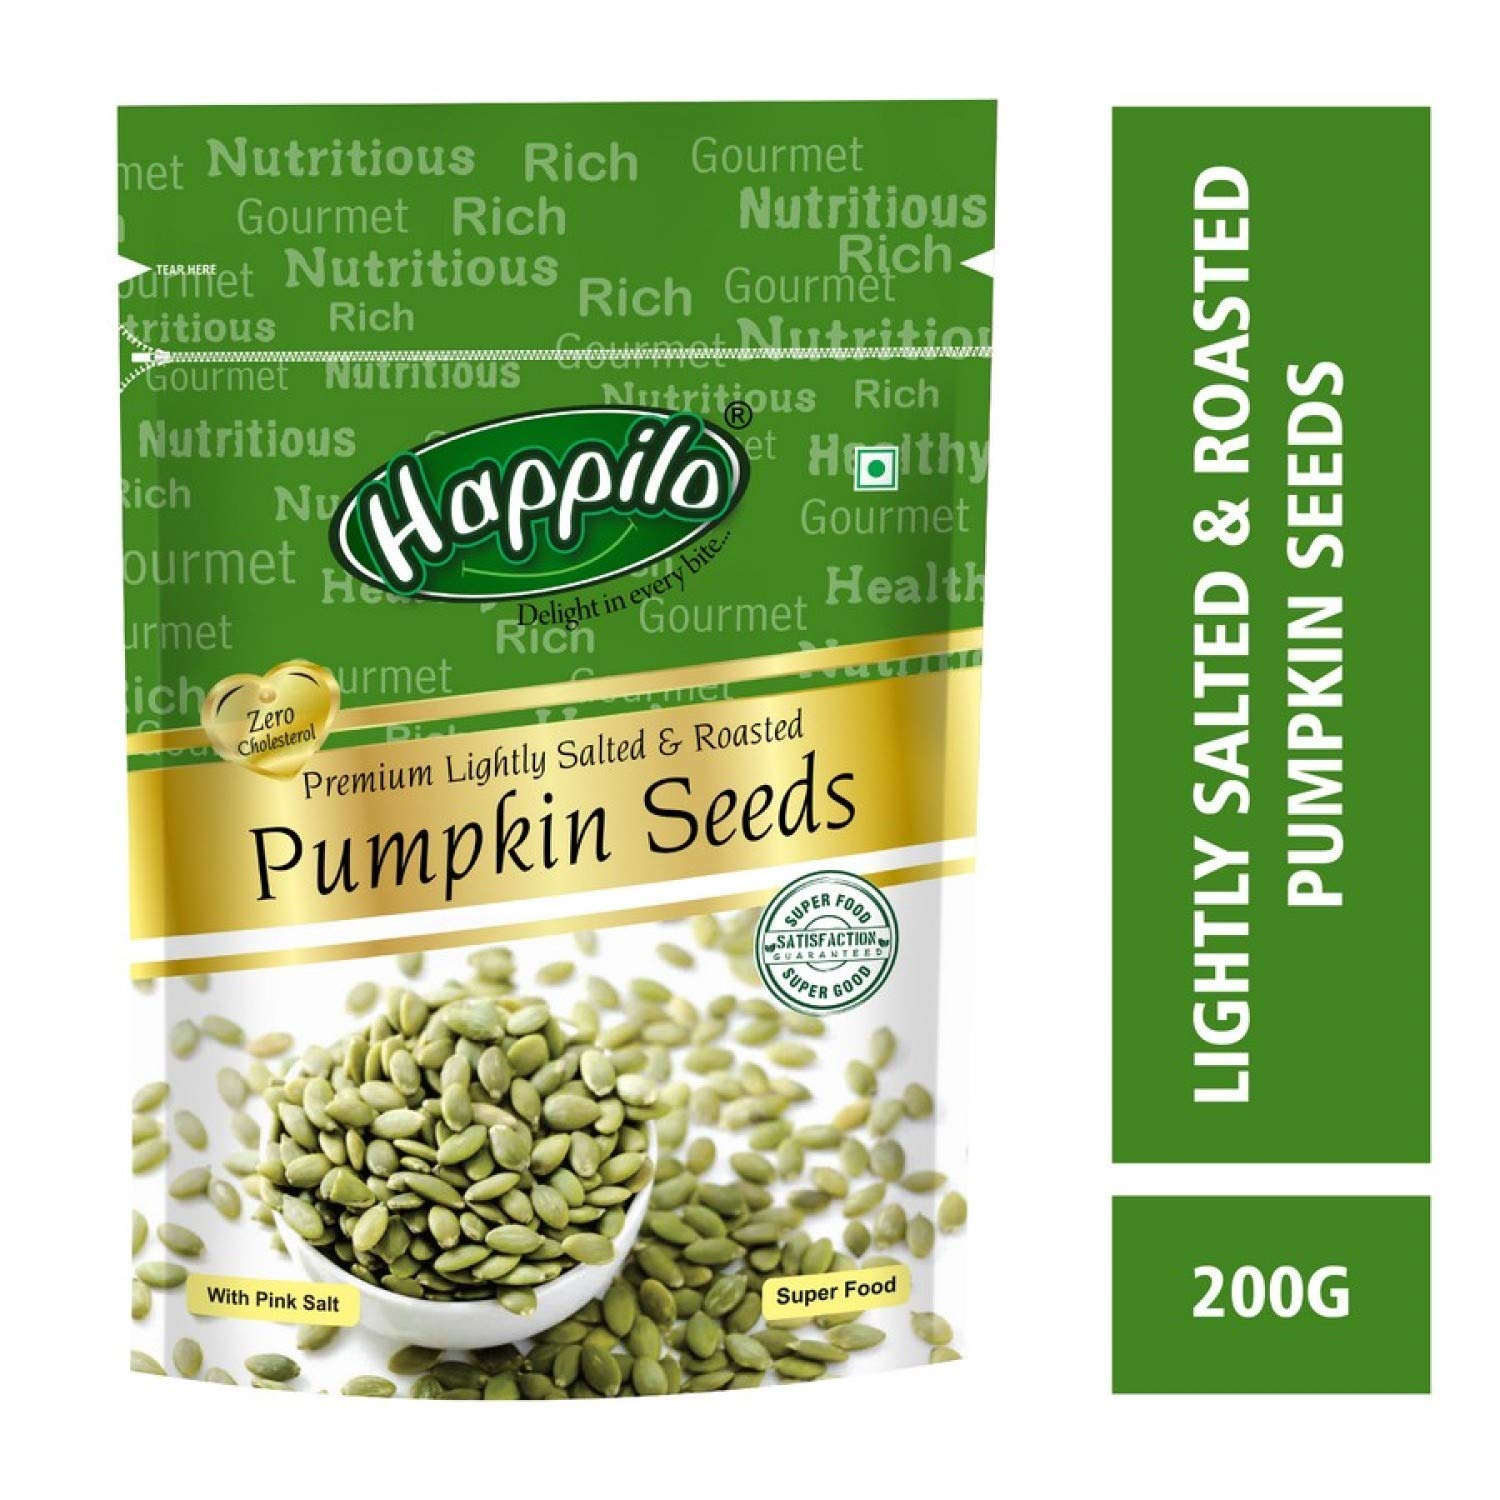 met Nutritious Rich Gourmet
Gourmet Rich Nutritious
Rich
TEAR HERE
Nutritious
Rich Gourmet
Rich
Gourmet
Gourmet Nutritious
Nutritious Rich
Nutritious
Healthy
Gourmet
Happilo®
Delight in every bite...
Health
Gourmet
Rich
Zero
Cholesterol
Premium Lightly Salted & Roasted
Pumpkin Seeds
SUPER FOOD
SATISFACTION
GUARANTEED
SUPER GOOD
With Pink Salt
Super Food
LIGHTLY SALTED & ROASTED
PUMPKIN SEEDS
200G